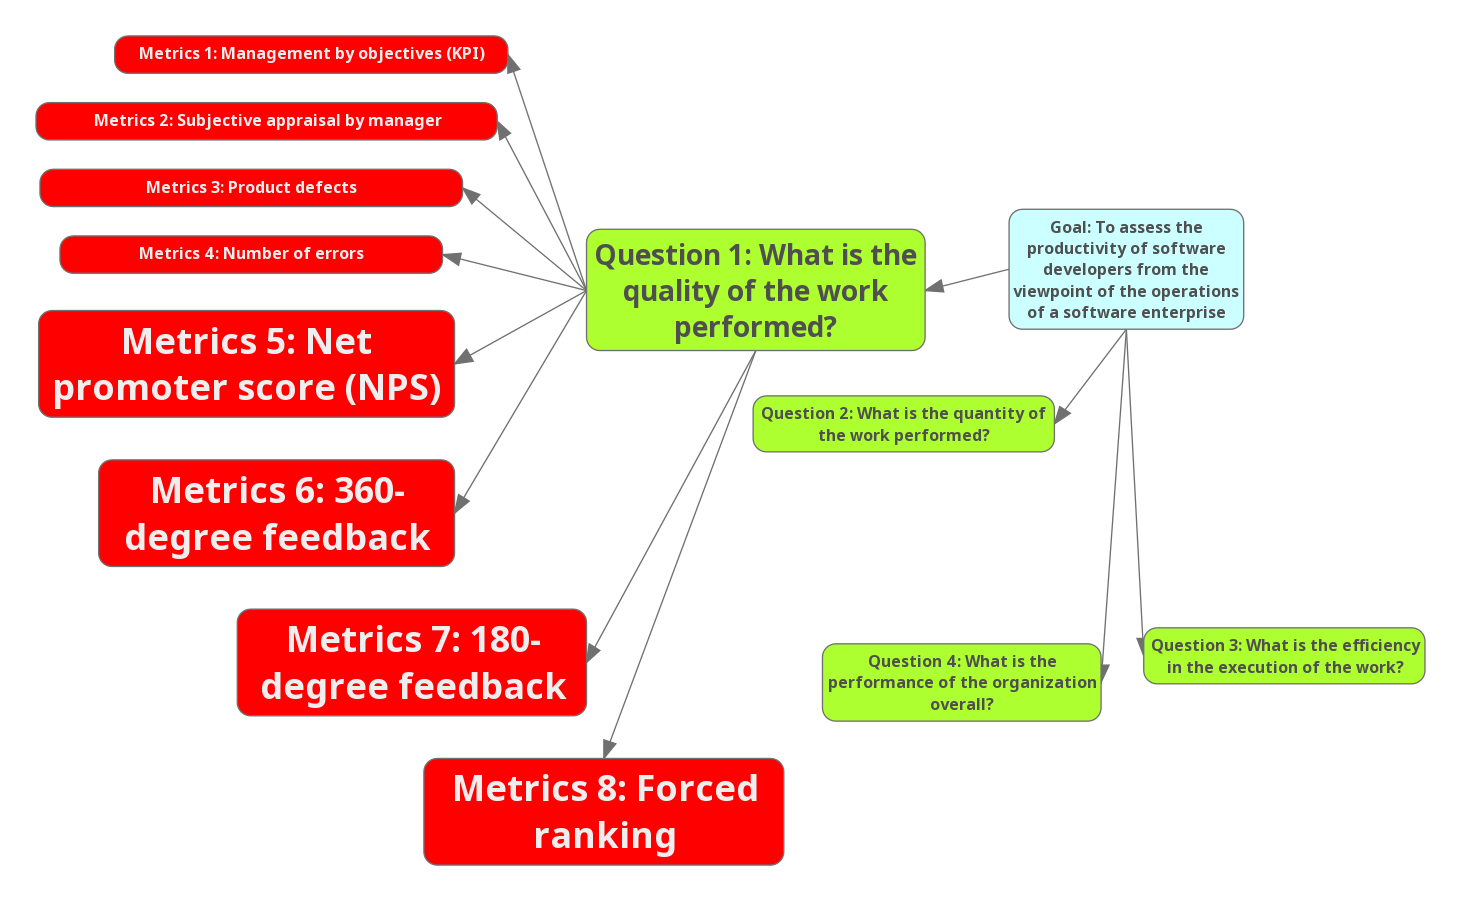 Metrics 1: Management by objectives (KPI)
Metrics 2: Subjective appraisal by manager
Metrics 3: Product defects
Metrics 4: Number of errors
Metrics 5: Net
promoter score (NPS)
Metrics 6: 360-
degree feedback
Metrics 7: 180-
degree feedback
Metrics 8: Forced
ranking
Question 1: What is the
quality of the work
performed?
Goal: To assess the
productivity of software
developers from the
viewpoint of the operations
of a software enterprise
Question 2: What is the quantity of
the work performed?
Question 4: What is the
performance of the organization
overall?
Question 3: What is the efficiency
in the execution of the work?